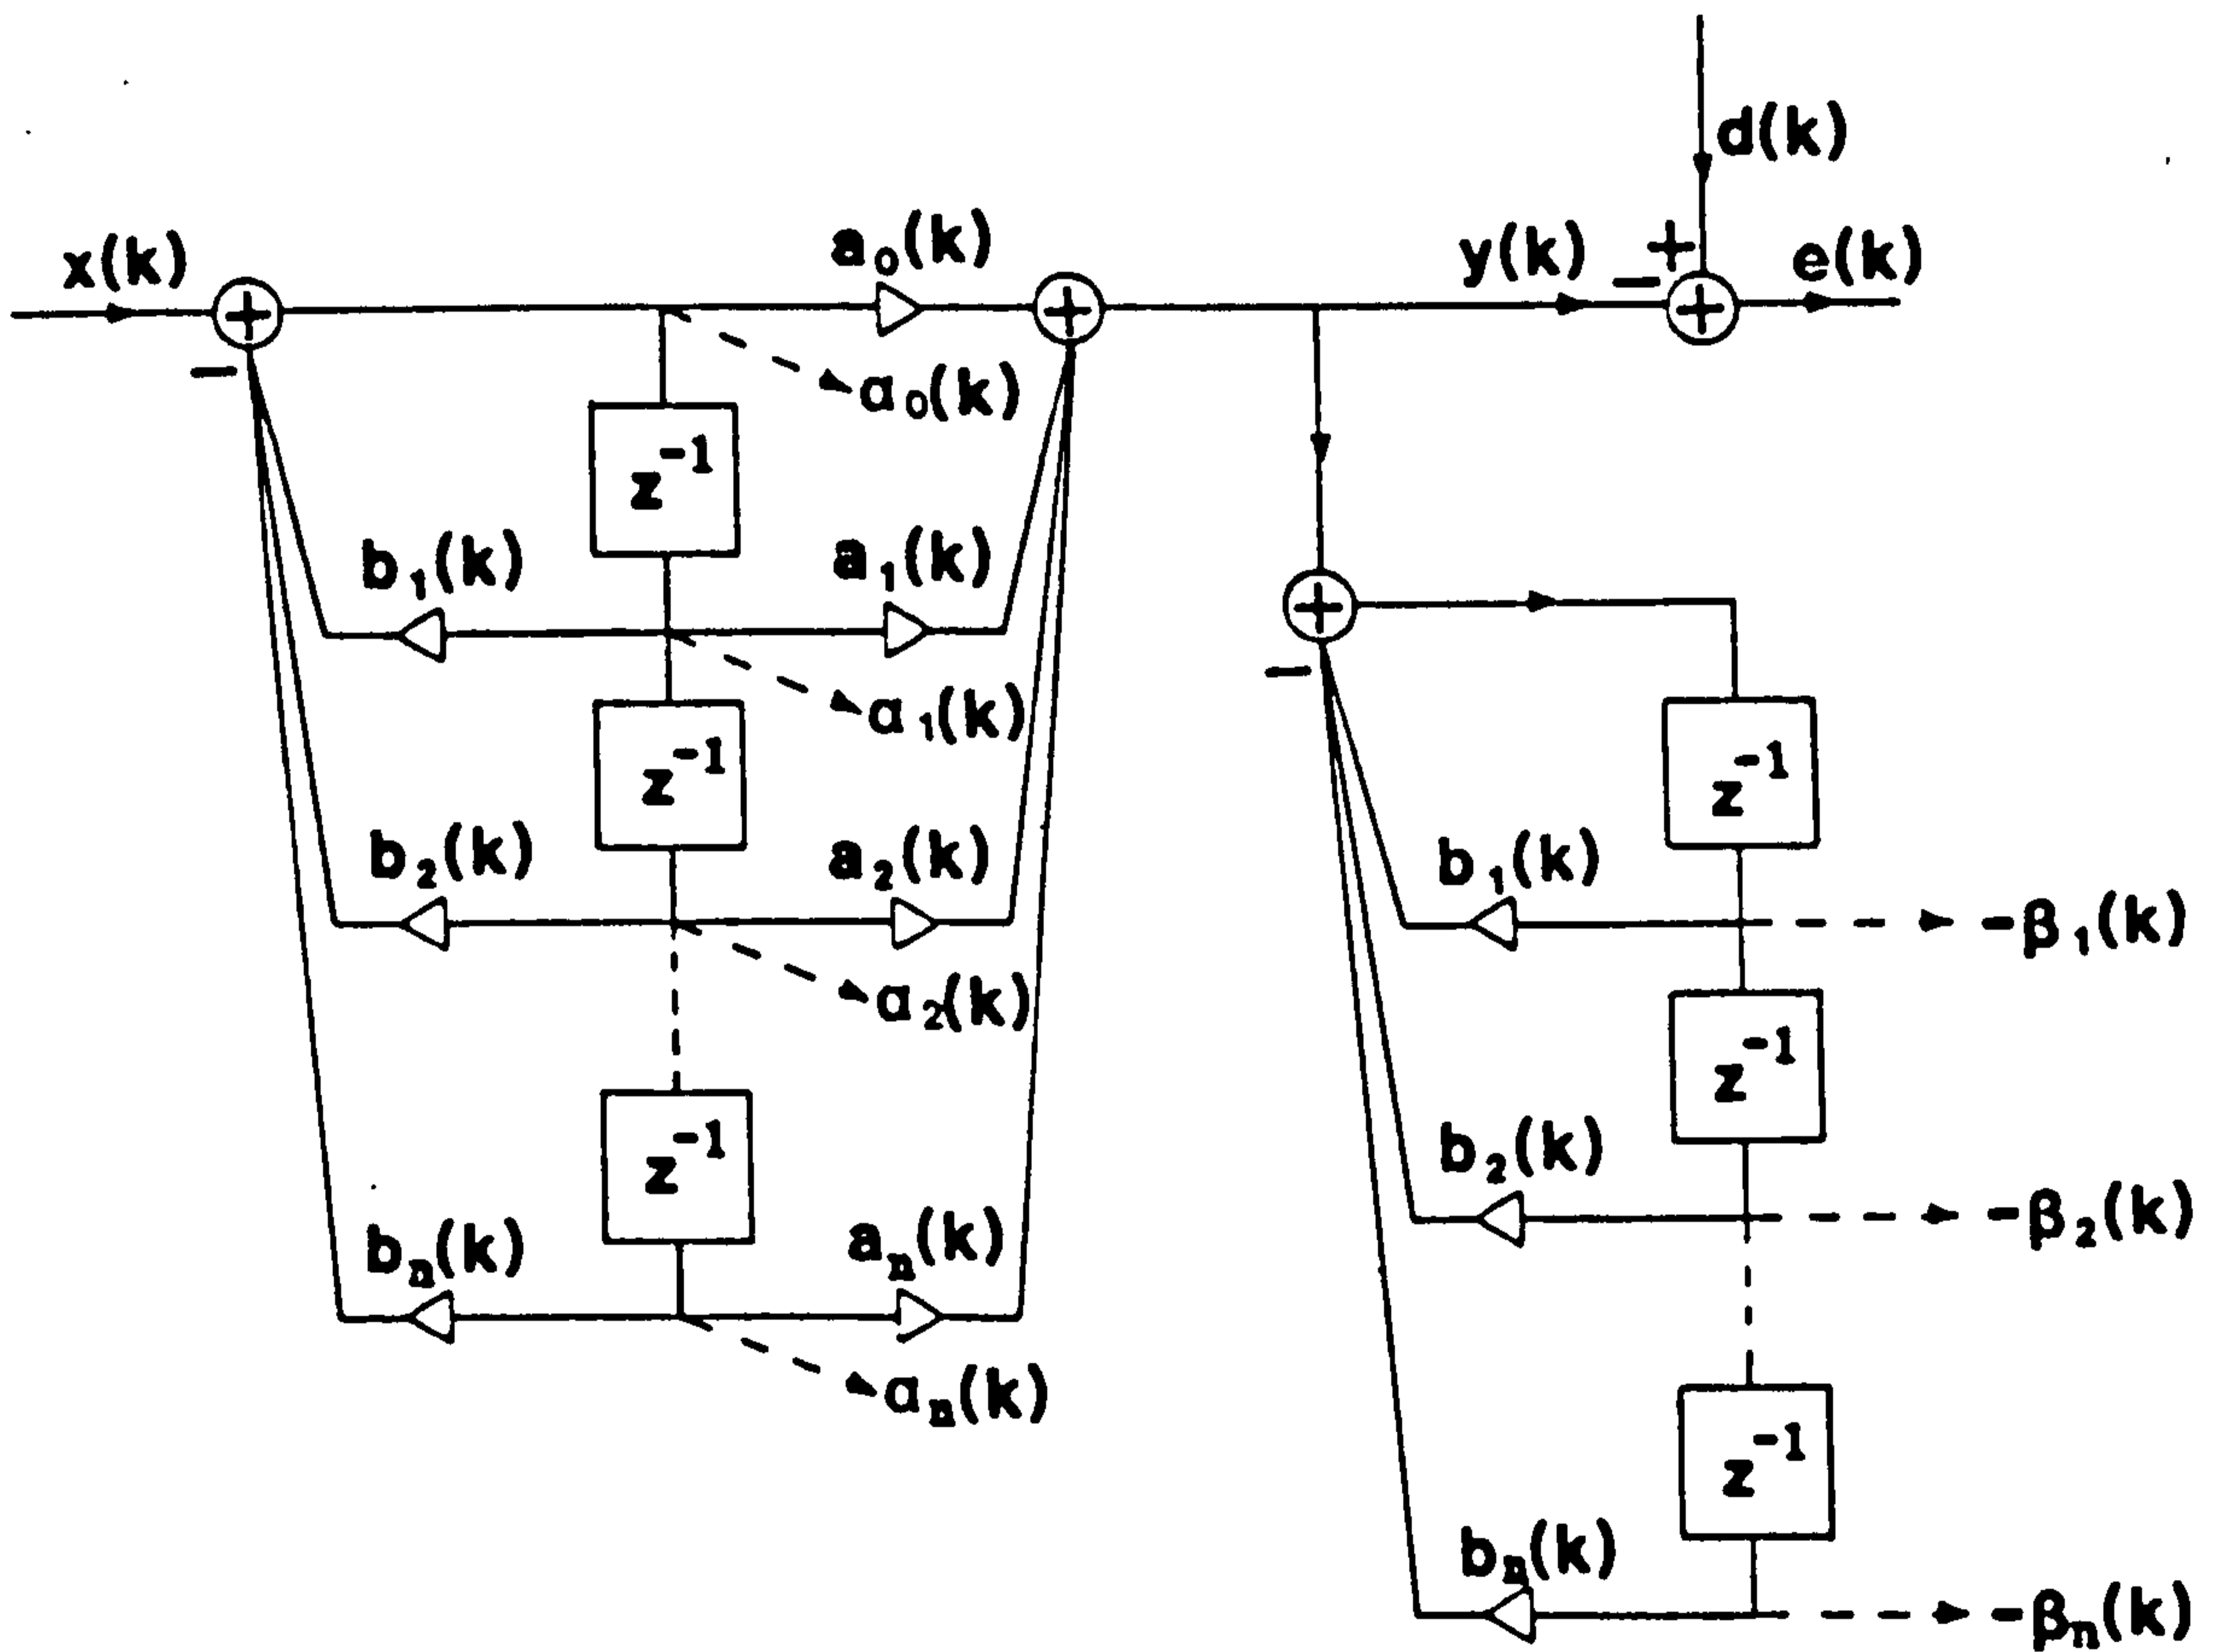 d(k)
x(k)
a₀(k)
y(k)
+
−
e(k)
+
+
+
−
α₀(k)
z⁻¹
b₁(k)
a₁(k)
+
−
α₁(k)
z⁻¹
z⁻¹
b₂(k)
a₂(k)
b₁(k)
−β₁(k)
α₂(k)
z⁻¹
z⁻¹
b₂(k)
−β₂(k)
bₙ(k)
aₙ(k)
αₙ(k)
z⁻¹
bₙ(k)
−βₙ(k)